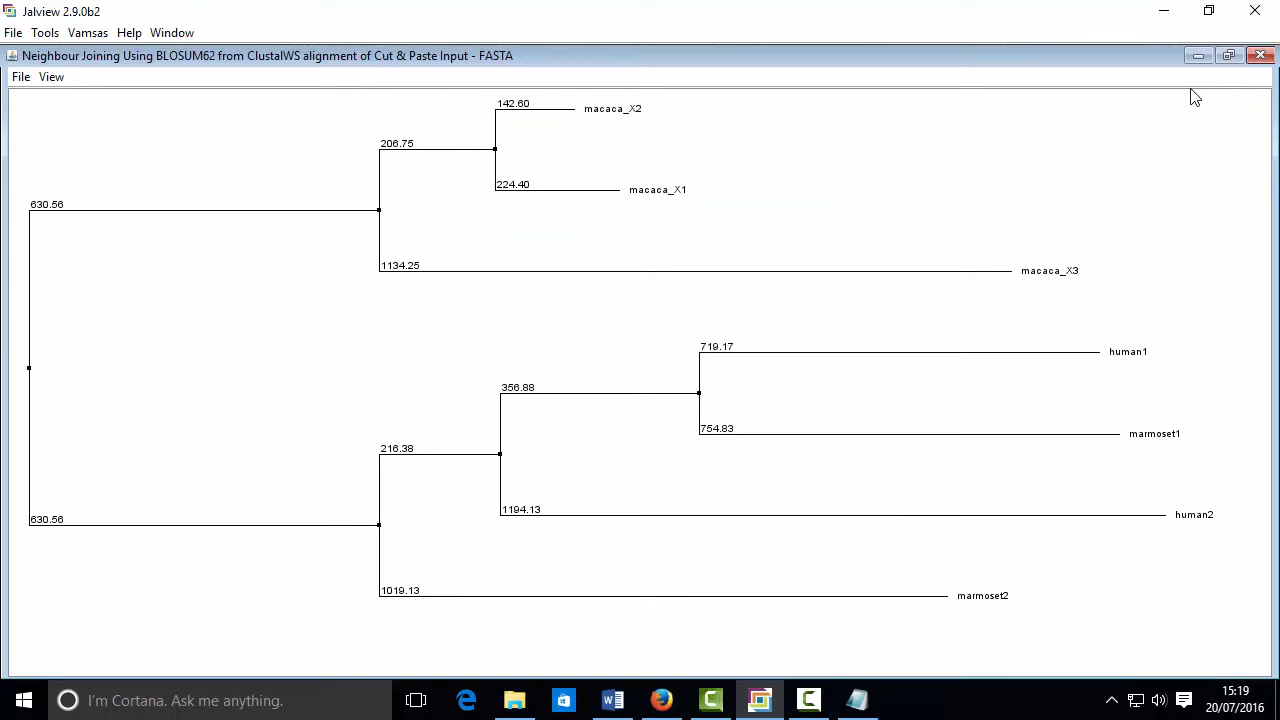 Jalview 2.9.0b2
File Tools Vamsas Help Window
Neighbour Joining Using BLOSUM62 from ClustalWS alignment of Cut & Paste Input - FASTA
File View
142.60
macaca_X2
206.75
224.40
macaca_X1
630.56
1134.25
macaca_X3
719.17
human1
356.88
754.83
marmoset1
216.38
1194.13
human2
630.56
1019.13
marmoset2
I'm Cortana. Ask me anything.
15:19
20/07/2016